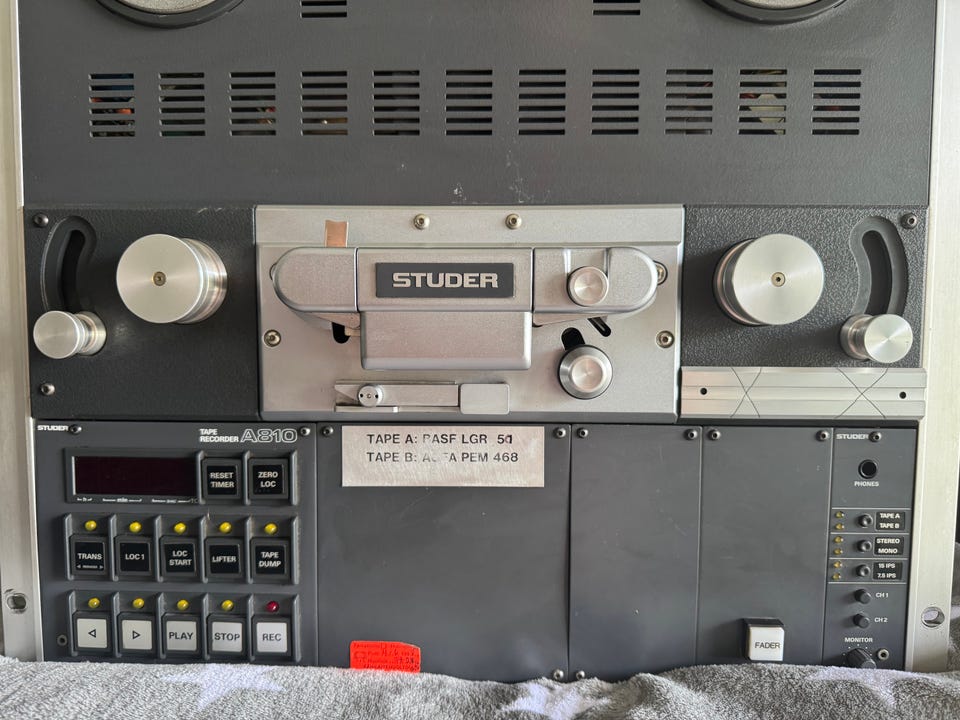 STUDER
STUDER
TAPE
RECORDER A810
RESET
TIMER
ZERO
LOC
TRANS
LOC 1
LOC
START
LIFTER
TAPE
DUMP
PLAY
STOP
REC
TAPE A: BASF LGR 50
TAPE B: AGFA PEM 468
FADER
STUDER
PHONES
TAPE A
TAPE B
STEREO
MONO
15 IPS
7.5 IPS
CH 1
CH 2
MONITOR